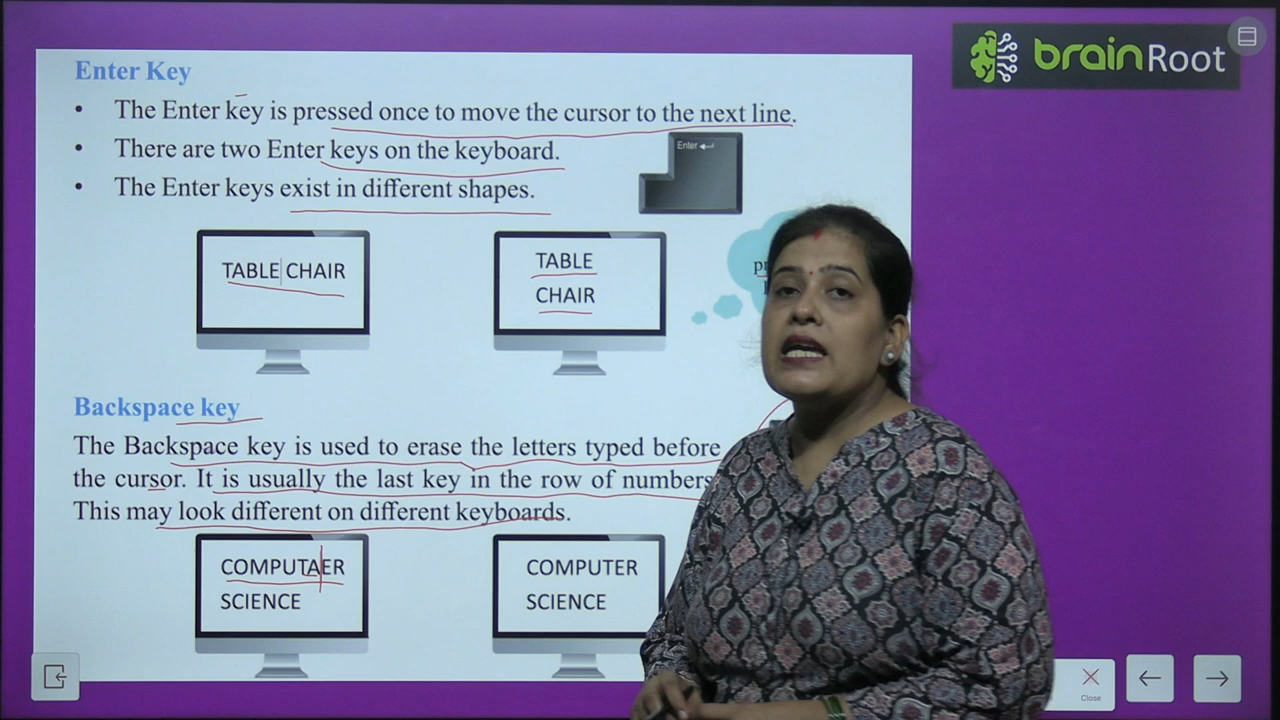 brainRoot
Enter Key
• The Enter key is pressed once to move the cursor to the next line.
• There are two Enter keys on the keyboard.
• The Enter keys exist in different shapes.
Enter
TABLE CHAIR
TABLE
CHAIR
Backspace key
The Backspace key is used to erase the letters typed before
the cursor. It is usually the last key in the row of numbers
This may look different on different keyboards.
COMPUTAER
SCIENCE
COMPUTER
SCIENCE
Close